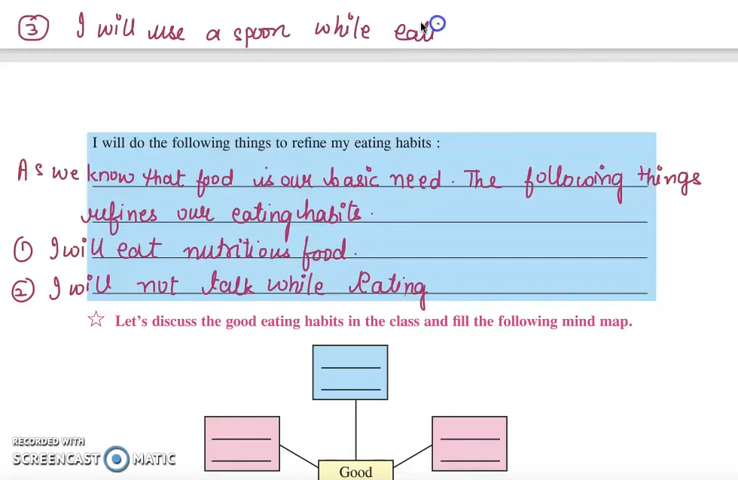 ③ I will use a spoon while eati
I will do the following things to refine my eating habits :
As we know that food is our basic need. The following things
refines our eating habits.
① I will eat nutritious food.
② I will not talk while Eating
☆ Let's discuss the good eating habits in the class and fill the following mind map.
Good
RECORDED WITH
SCREENCAST MATIC